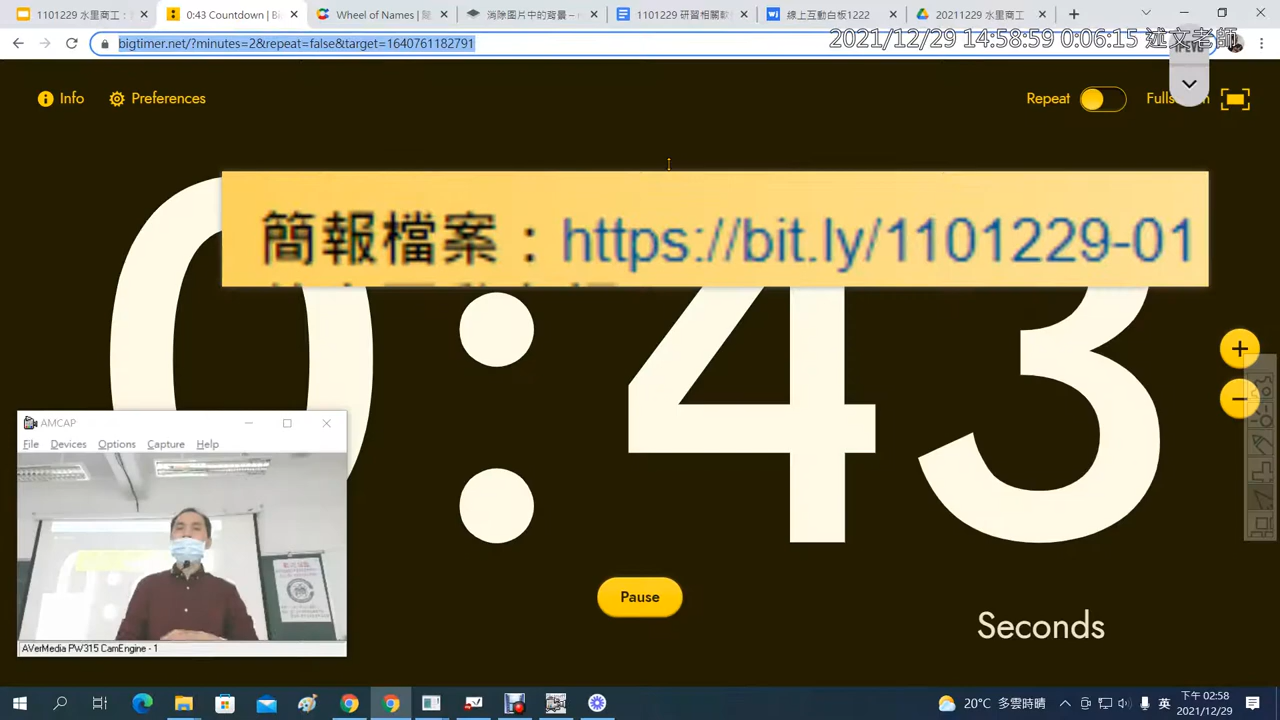 1101229 水里商工:
0:43 Countdown | Bi
Wheel of Names |
消除圖片中的背景 – r
1101229 研習相關軟
線上互動白板1222
20211229 水里商工
bigtimer.net/?minutes=2&repeat=false&target=1640761182791
2021/12/29 14:58:59 0:06:15 述文老師
Info
Preferences
Repeat
Fulls
簡報檔案：https://bit.ly/1101229-01
0:43
AMCAP
File Devices Options Capture Help
AVerMedia PW315 CamEngine - 1
Pause
Seconds
20°C 多雲時晴
英
下午 02:58
2021/12/29